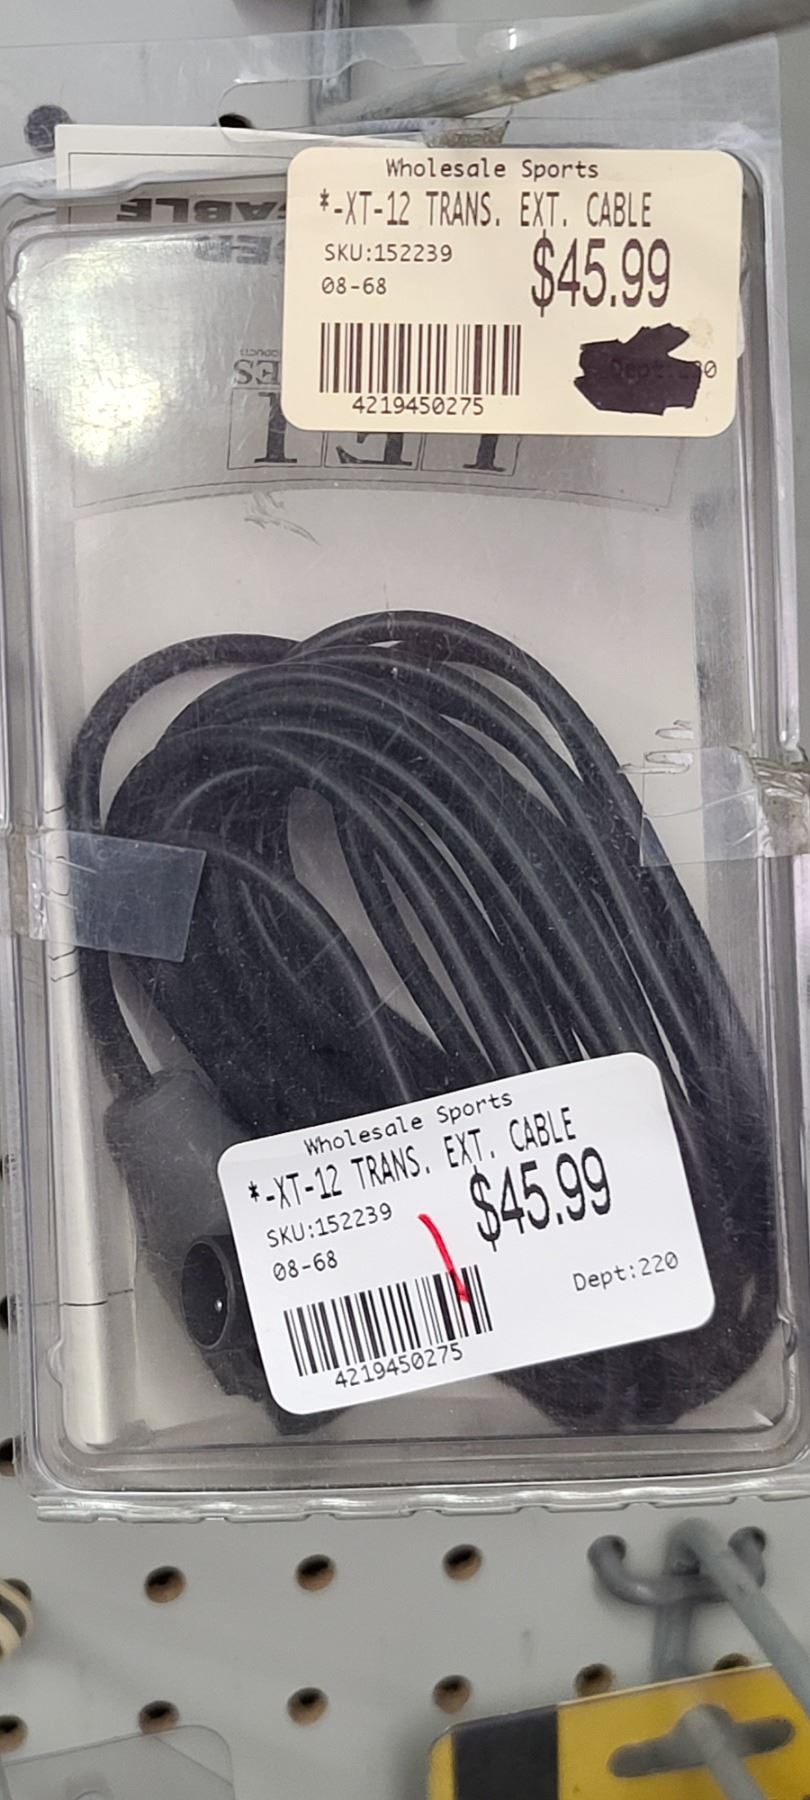 Wholesale Sports
*-XT-12 TRANS. EXT. CABLE
SKU:152239
$45.99
08-68
4219450275
Wholesale Sports
*-XT-12 TRANS. EXT. CABLE
SKU:152239
$45.99
08-68
Dept:220
4219450275